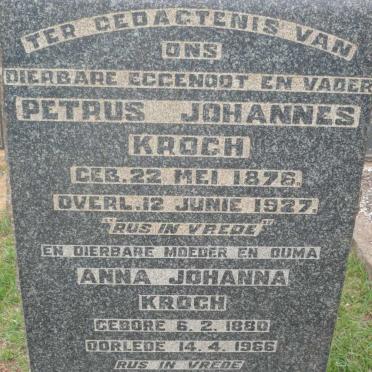 TER GEDACTENIS VAN
ONS
DIERBARE EGGENOOT EN VADER
PETRUS JOHANNES
KROGH
GEB. 22 MEI 1876.
OVERL. 12 JUNIE 1927.
"RUS IN VREDE"
EN DIERBARE MOEDER EN OUMA
ANNA JOHANNA
KROGH
GEBORE 6. 2. 1880
OORLEDE 14. 4. 1966
RUS IN VREDE